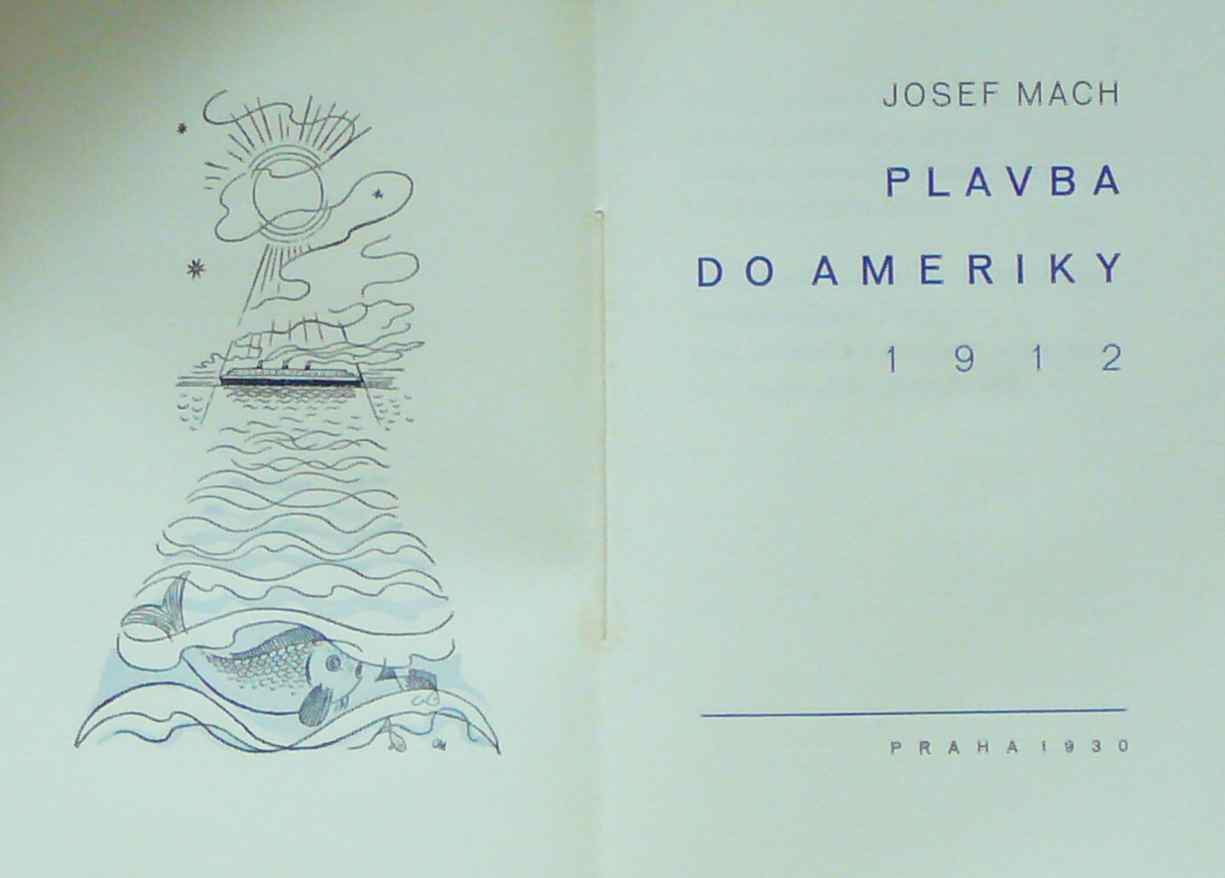 JOSEF MACH
PLAVBA
DO AMERIKY
1912
PRAHA 1930